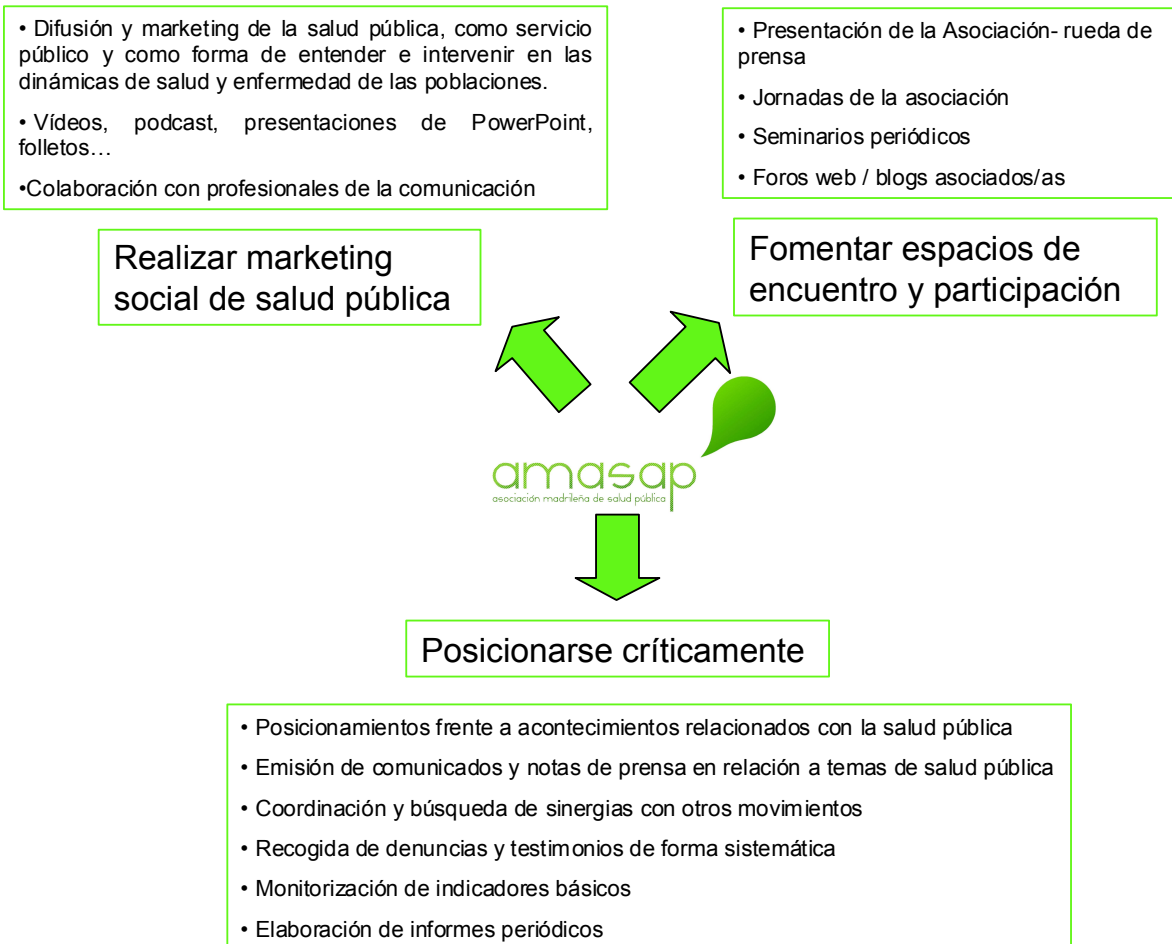 • Difusión y marketing de la salud pública, como servicio
público y como forma de entender e intervenir en las
dinámicas de salud y enfermedad de las poblaciones.
• Vídeos, podcast, presentaciones de PowerPoint,
folletos…
•Colaboración con profesionales de la comunicación
Realizar marketing
social de salud pública
• Presentación de la Asociación- rueda de
prensa
• Jornadas de la asociación
• Seminarios periódicos
• Foros web / blogs asociados/as
Fomentar espacios de
encuentro y participación
amasap
asociación madrileña de salud pública
Posicionarse críticamente
• Posicionamientos frente a acontecimientos relacionados con la salud pública
• Emisión de comunicados y notas de prensa en relación a temas de salud pública
• Coordinación y búsqueda de sinergias con otros movimientos
• Recogida de denuncias y testimonios de forma sistemática
• Monitorización de indicadores básicos
• Elaboración de informes periódicos